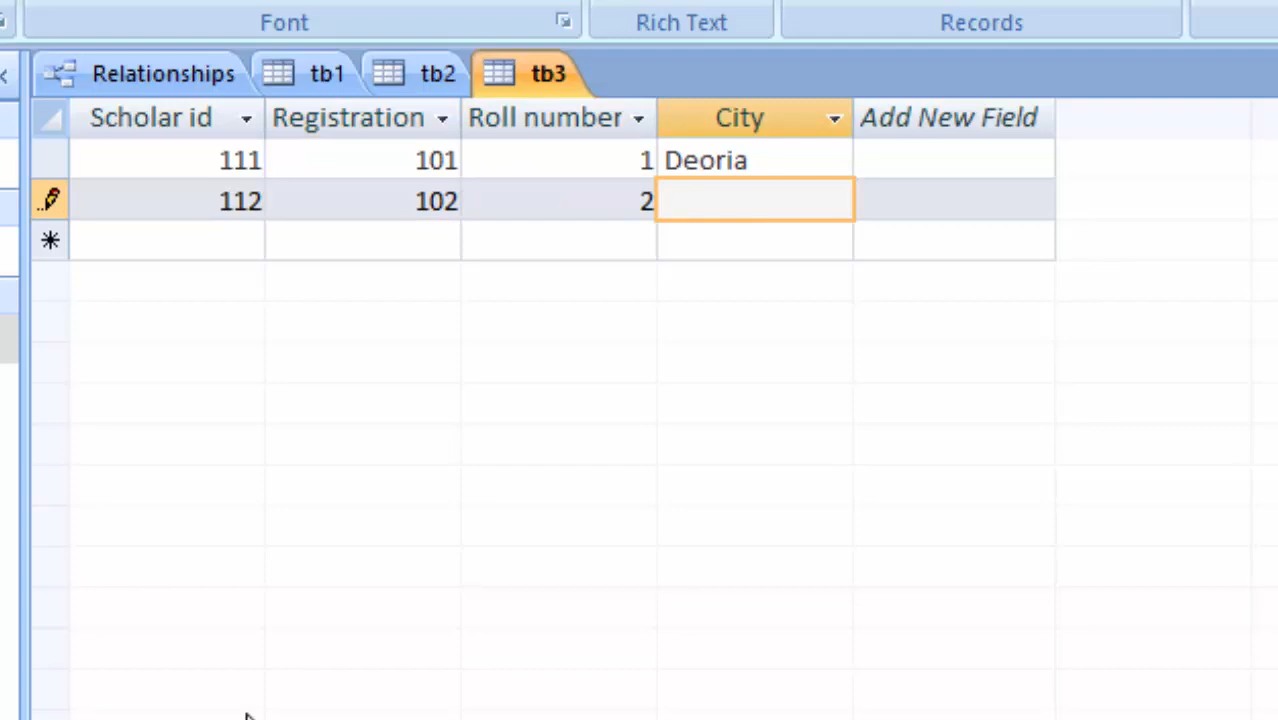 Font Rich Text Records
Relationships tb1 tb2 tb3
Scholar id Registration Roll number City Add New Field
111 101 1 Deoria
112 102 2